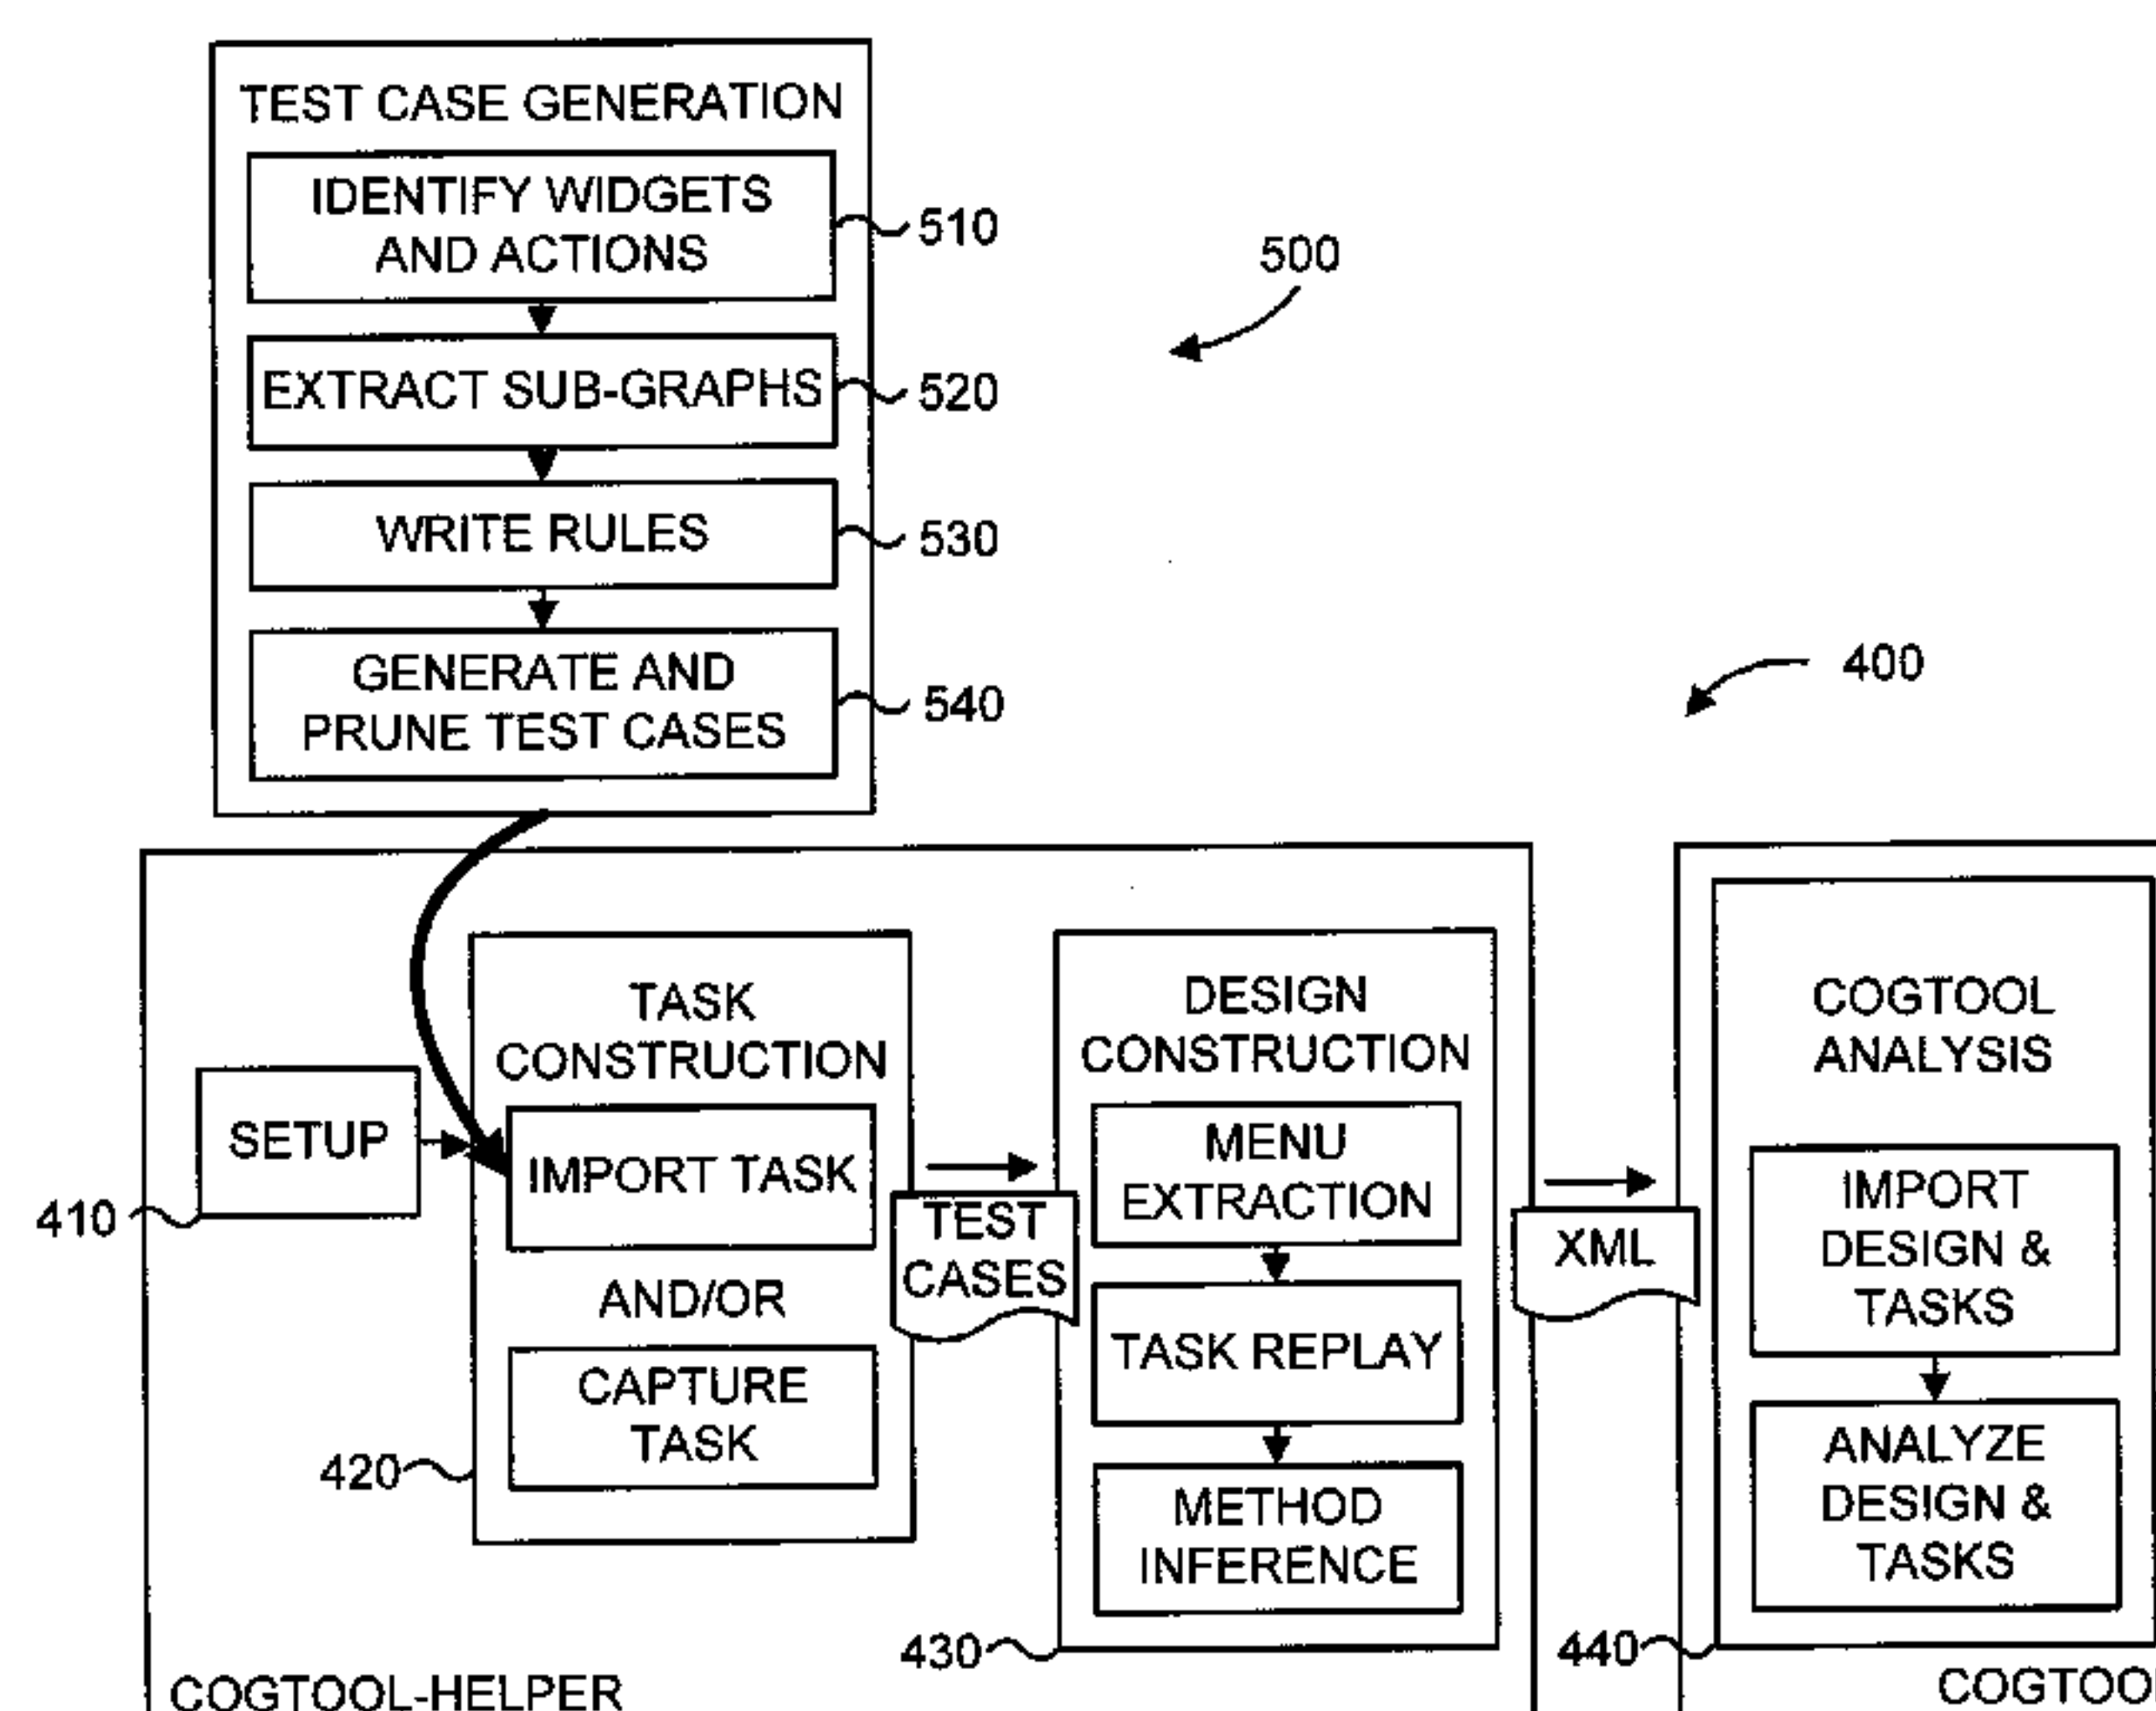 TEST CASE GENERATION
IDENTIFY WIDGETS
AND ACTIONS
510
500
EXTRACT SUB-GRAPHS
520
WRITE RULES
530
GENERATE AND
PRUNE TEST CASES
540
400
SETUP
410
TASK
CONSTRUCTION
IMPORT TASK
AND/OR
CAPTURE
TASK
420
TEST
CASES
DESIGN
CONSTRUCTION
MENU
EXTRACTION
TASK REPLAY
METHOD
INFERENCE
430
XML
COGTOOL
ANALYSIS
IMPORT
DESIGN &
TASKS
ANALYZE
DESIGN &
TASKS
440
COGTOOL-HELPER
COGTOO